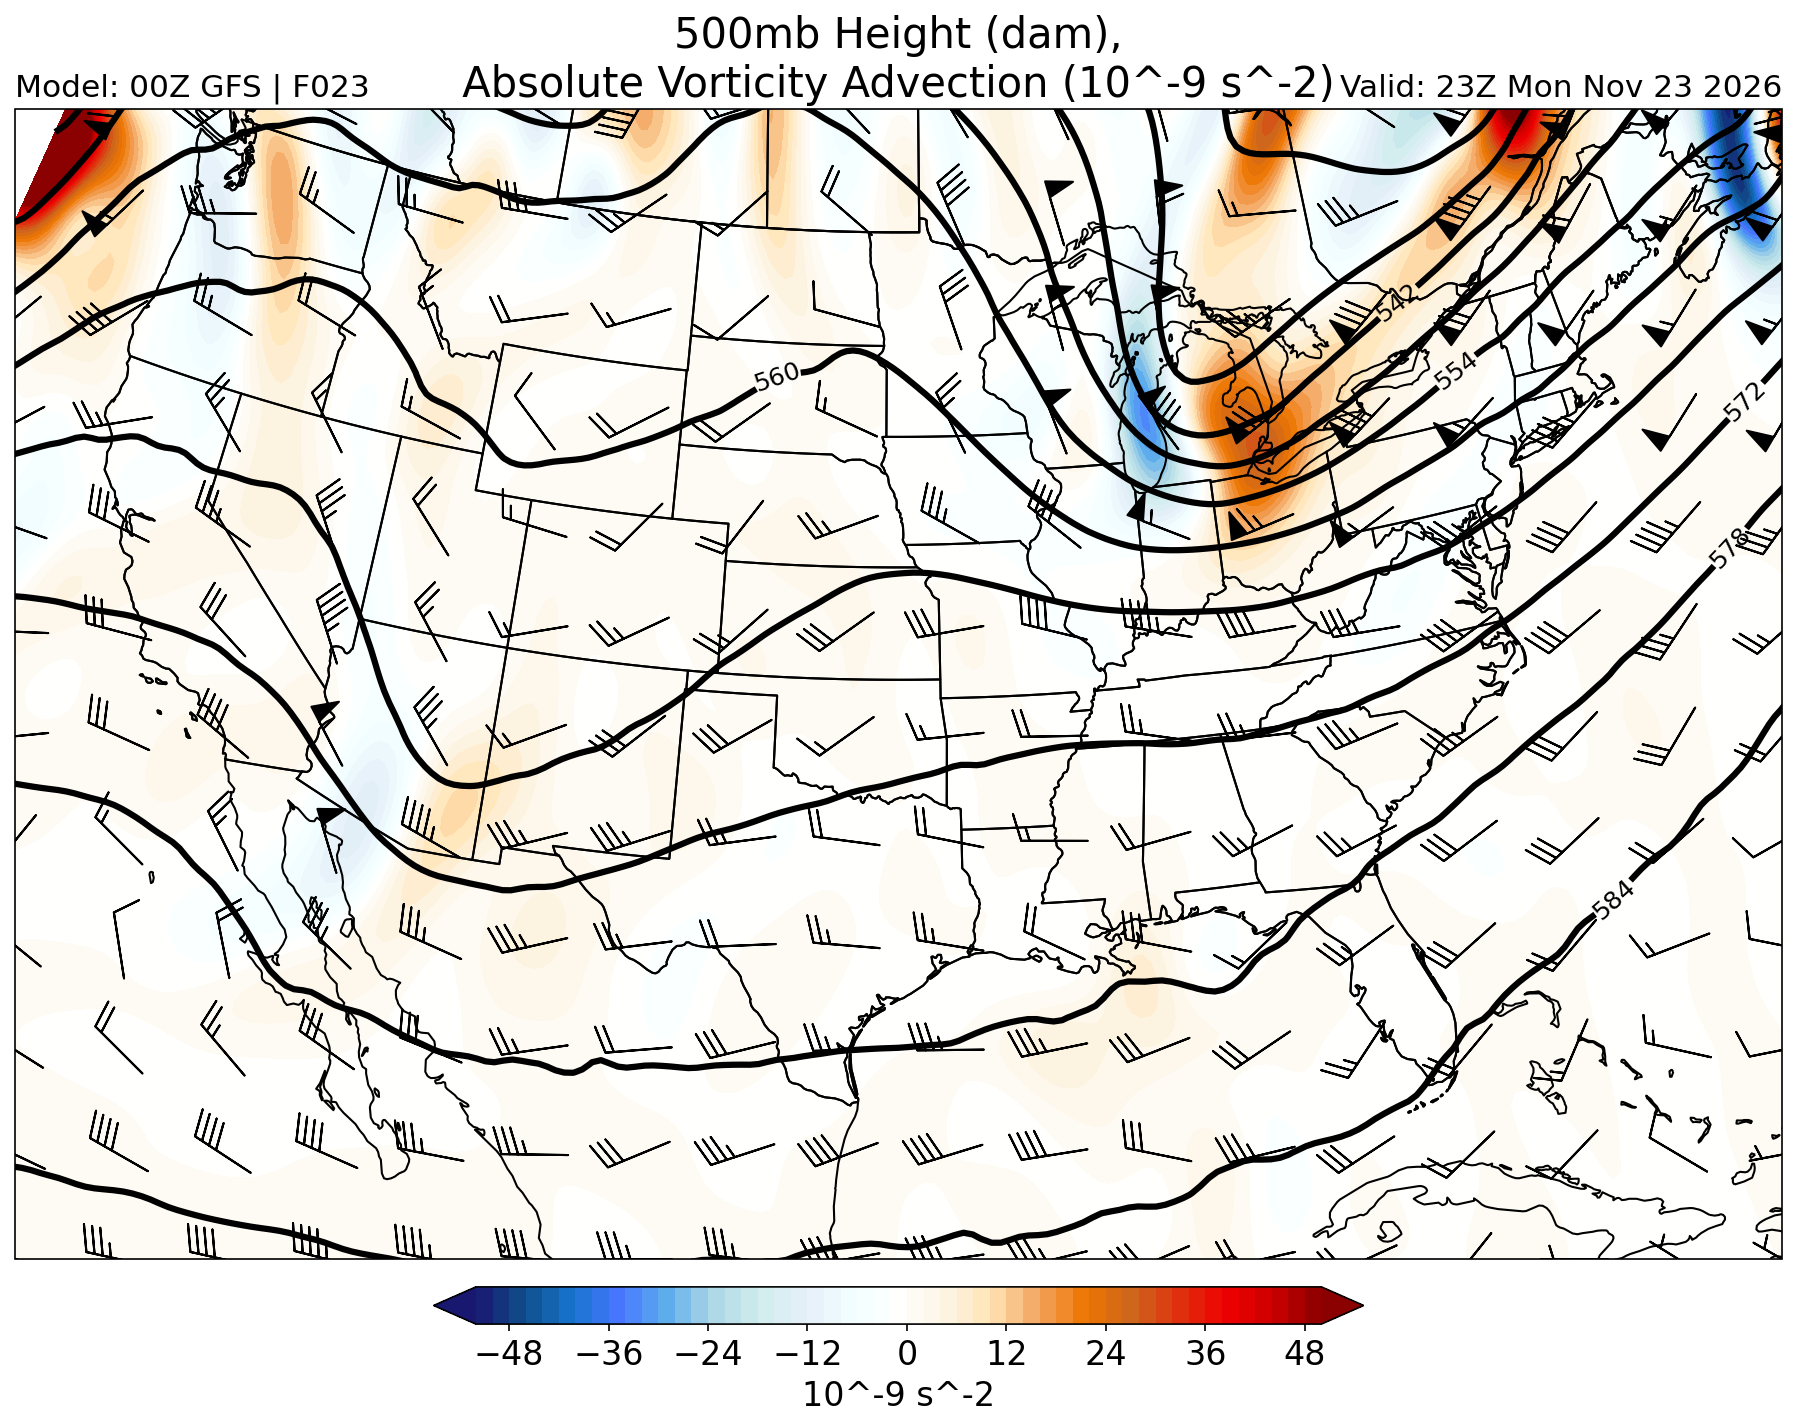 500mb Height (dam),
Absolute Vorticity Advection (10^-9 s^-2)
Model: 00Z GFS | F023
Valid: 23Z Mon Nov 23 2026
542
560
554
572
578
584
−48 −36 −24 −12 0 12 24 36 48
10^-9 s^-2